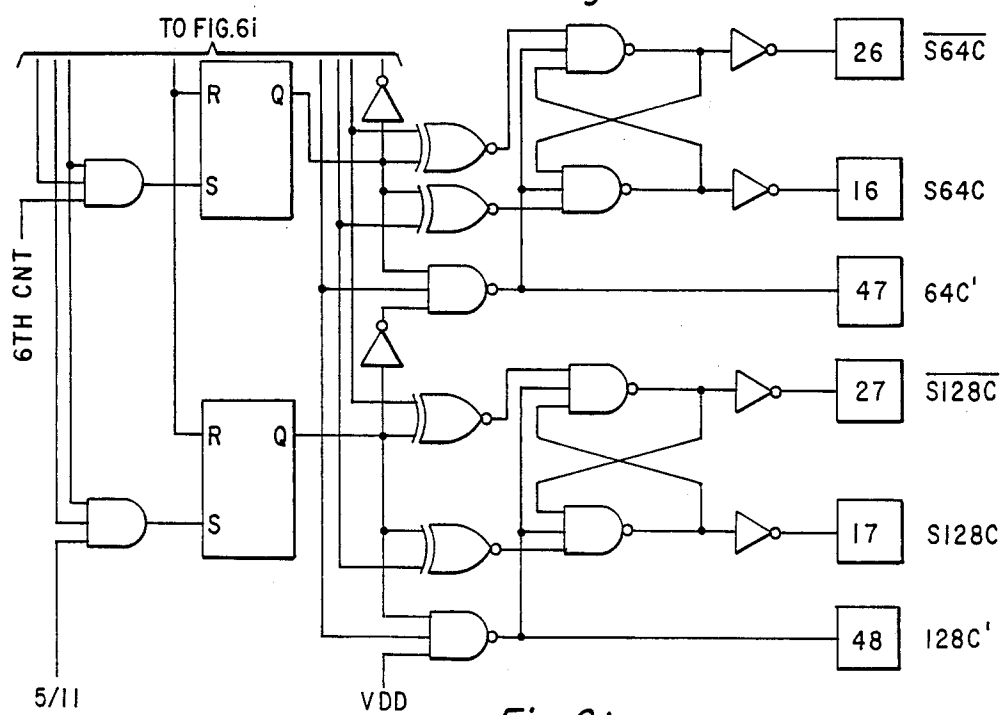 TO FIG.6i
R Q
S
6TH CNT
R Q
S
5/11
VDD
26 S64C
16 S64C
47 64C'
27 S128C
17 S128C
48 128C'